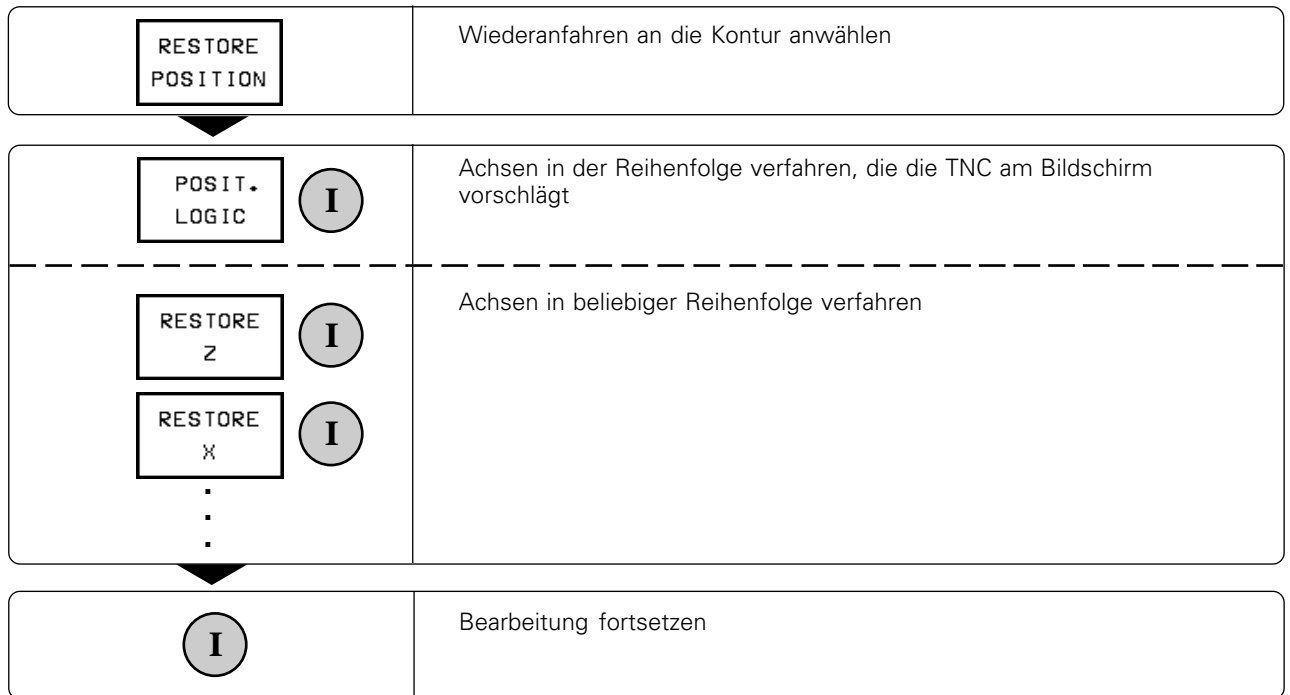 RESTORE
POSITION
Wiederanfahren an die Kontur anwählen
POSIT.
LOGIC
I
Achsen in der Reihenfolge verfahren, die die TNC am Bildschirm
vorschlägt
RESTORE
Z
I
Achsen in beliebiger Reihenfolge verfahren
RESTORE
X
I
.
.
.
I
Bearbeitung fortsetzen